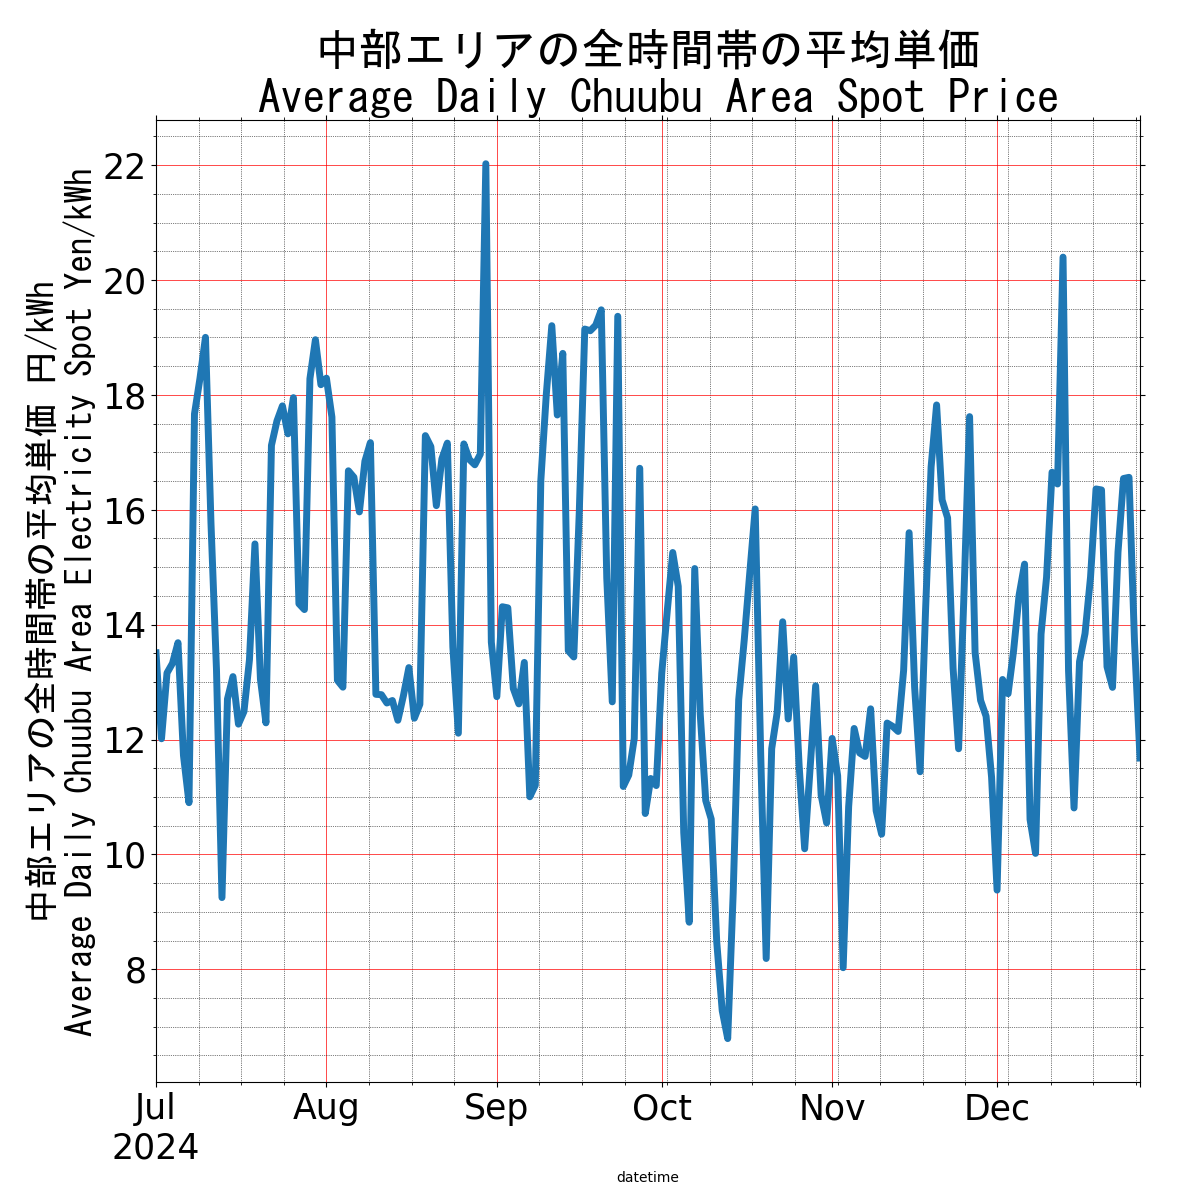 中部エリアの全時間帯の平均単価
Average Daily Chuubu Area Spot Price
中部エリアの全時間帯の平均単価 円/kWh
Average Daily Chuubu Area Electricity Spot Yen/kWh
22
20
18
16
14
12
10
8
Jul
2024
Aug
Sep
Oct
Nov
Dec
datetime